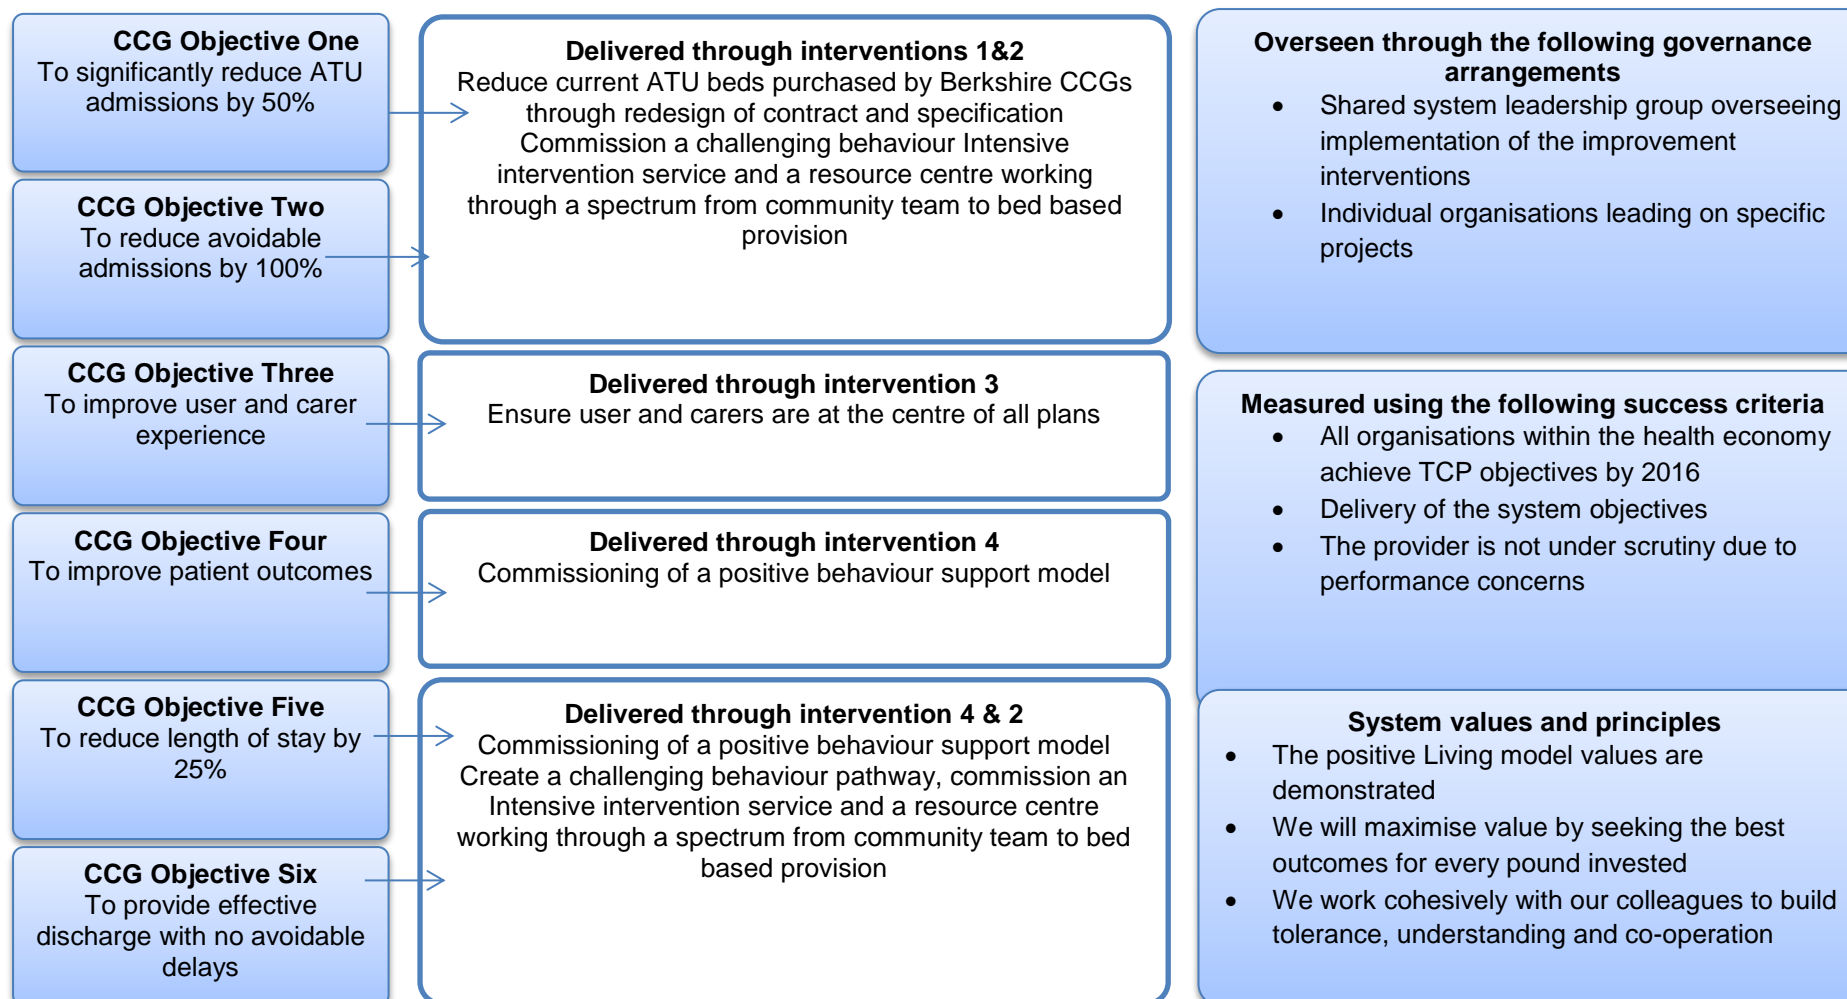 CCG Objective One
To significantly reduce ATU
admissions by 50%
CCG Objective Two
To reduce avoidable
admissions by 100%
CCG Objective Three
To improve user and carer
experience
CCG Objective Four
To improve patient outcomes
CCG Objective Five
To reduce length of stay by
25%
CCG Objective Six
To provide effective
discharge with no avoidable
delays
Delivered through interventions 1&2
Reduce current ATU beds purchased by Berkshire CCGs
through redesign of contract and specification
Commission a challenging behaviour Intensive
intervention service and a resource centre working
through a spectrum from community team to bed based
provision
Delivered through intervention 3
Ensure user and carers are at the centre of all plans
Delivered through intervention 4
Commissioning of a positive behaviour support model
Delivered through intervention 4 & 2
Commissioning of a positive behaviour support model
Create a challenging behaviour pathway, commission an
Intensive intervention service and a resource centre
working through a spectrum from community team to bed
based provision
Overseen through the following governance
arrangements
• Shared system leadership group overseeing
implementation of the improvement
interventions
• Individual organisations leading on specific
projects
Measured using the following success criteria
• All organisations within the health economy
achieve TCP objectives by 2016
• Delivery of the system objectives
• The provider is not under scrutiny due to
performance concerns
System values and principles
• The positive Living model values are
demonstrated
• We will maximise value by seeking the best
outcomes for every pound invested
• We work cohesively with our colleagues to build
tolerance, understanding and co-operation